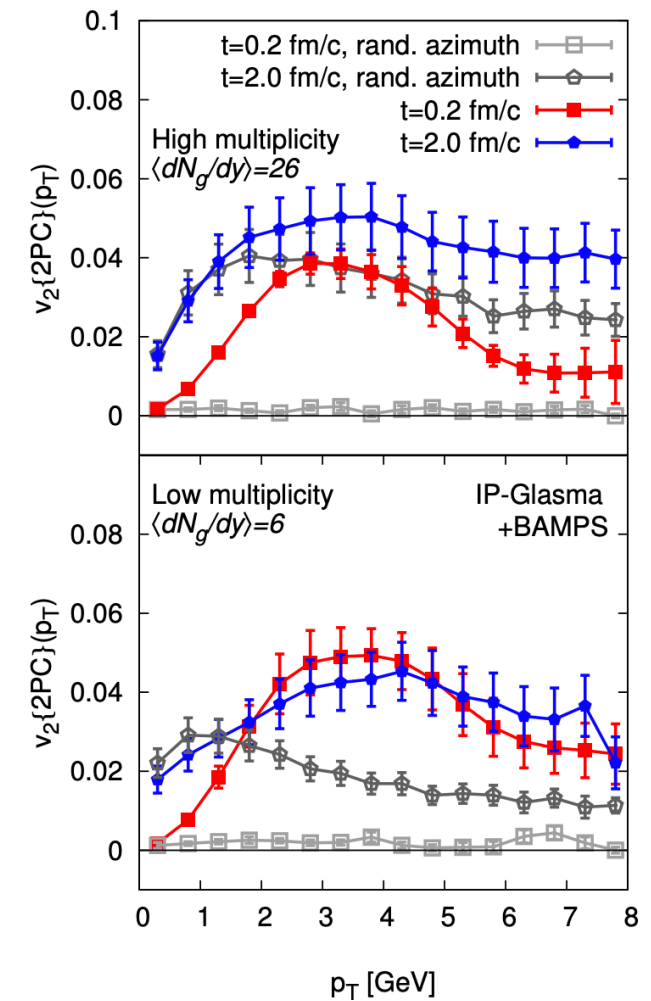 0.1
t=0.2 fm/c, rand. azimuth
t=2.0 fm/c, rand. azimuth
0.08
t=0.2 fm/c
High multiplicity
t=2.0 fm/c
⟨dN_g/dy⟩=26
0.06
v₂{2PC}(p_T)
0.04
0.02
0
Low multiplicity
IP-Glasma
⟨dN_g/dy⟩=6
+BAMPS
0.08
0.06
v₂{2PC}(p_T)
0.04
0.02
0
0 1 2 3 4 5 6 7 8
p_T [GeV]